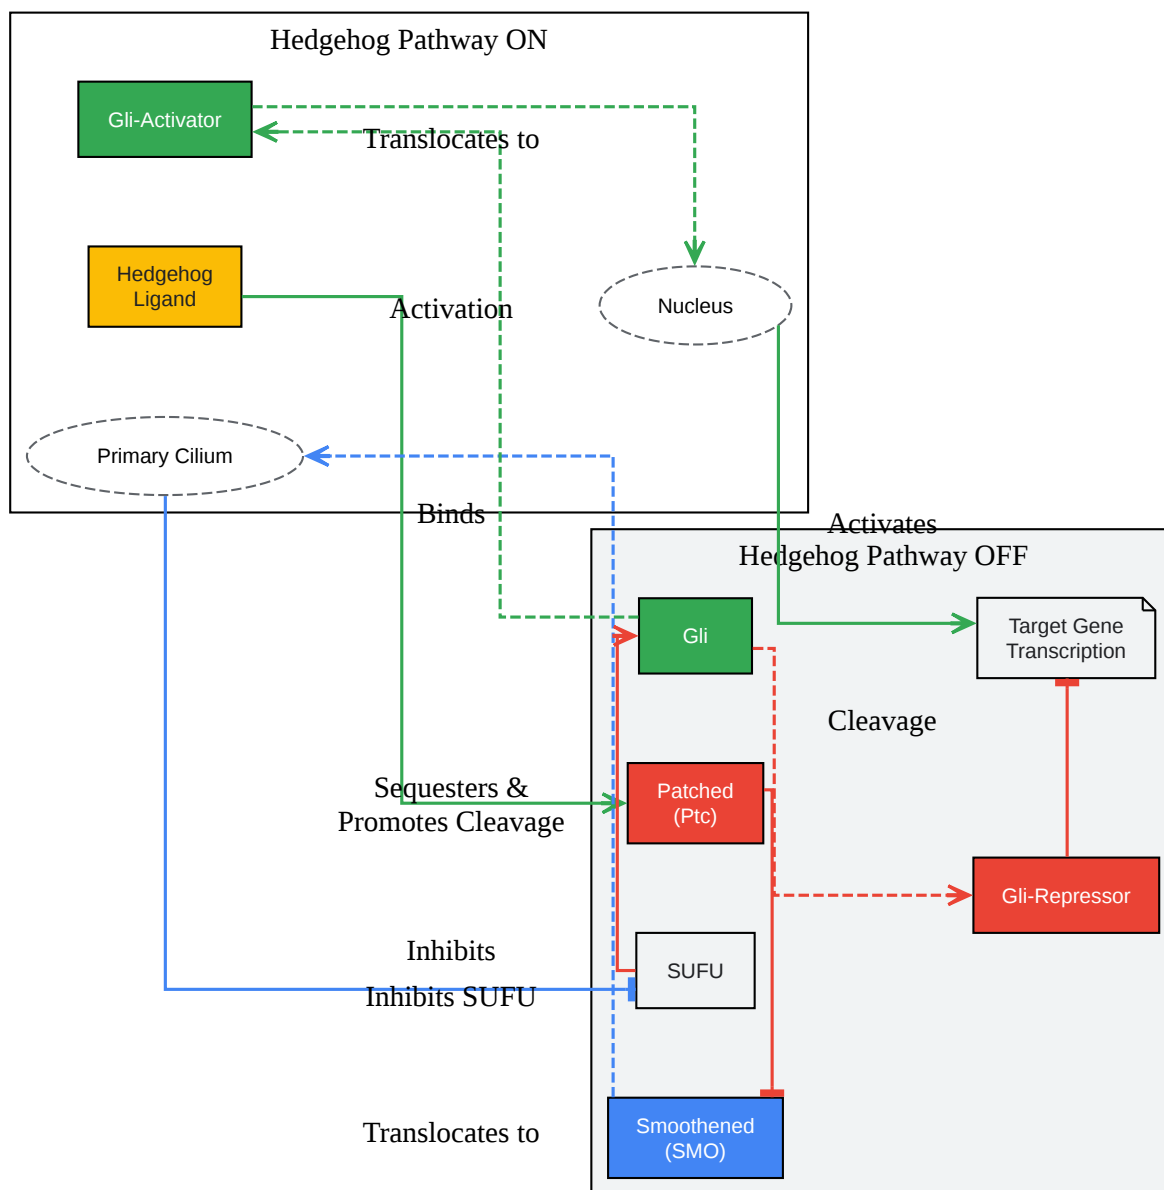 Hedgehog Pathway ON
Gli-Activator
Translocates to
Hedgehog
Ligand
Activation
Nucleus
Primary Cilium
Binds
Activates
Hedgehog Pathway OFF
Gli
Target Gene
Transcription
Cleavage
Sequesters &
Promotes Cleavage
Patched
(Ptc)
Gli-Repressor
Inhibits
SUFU
Inhibits SUFU
Translocates to
Smoothened
(SMO)